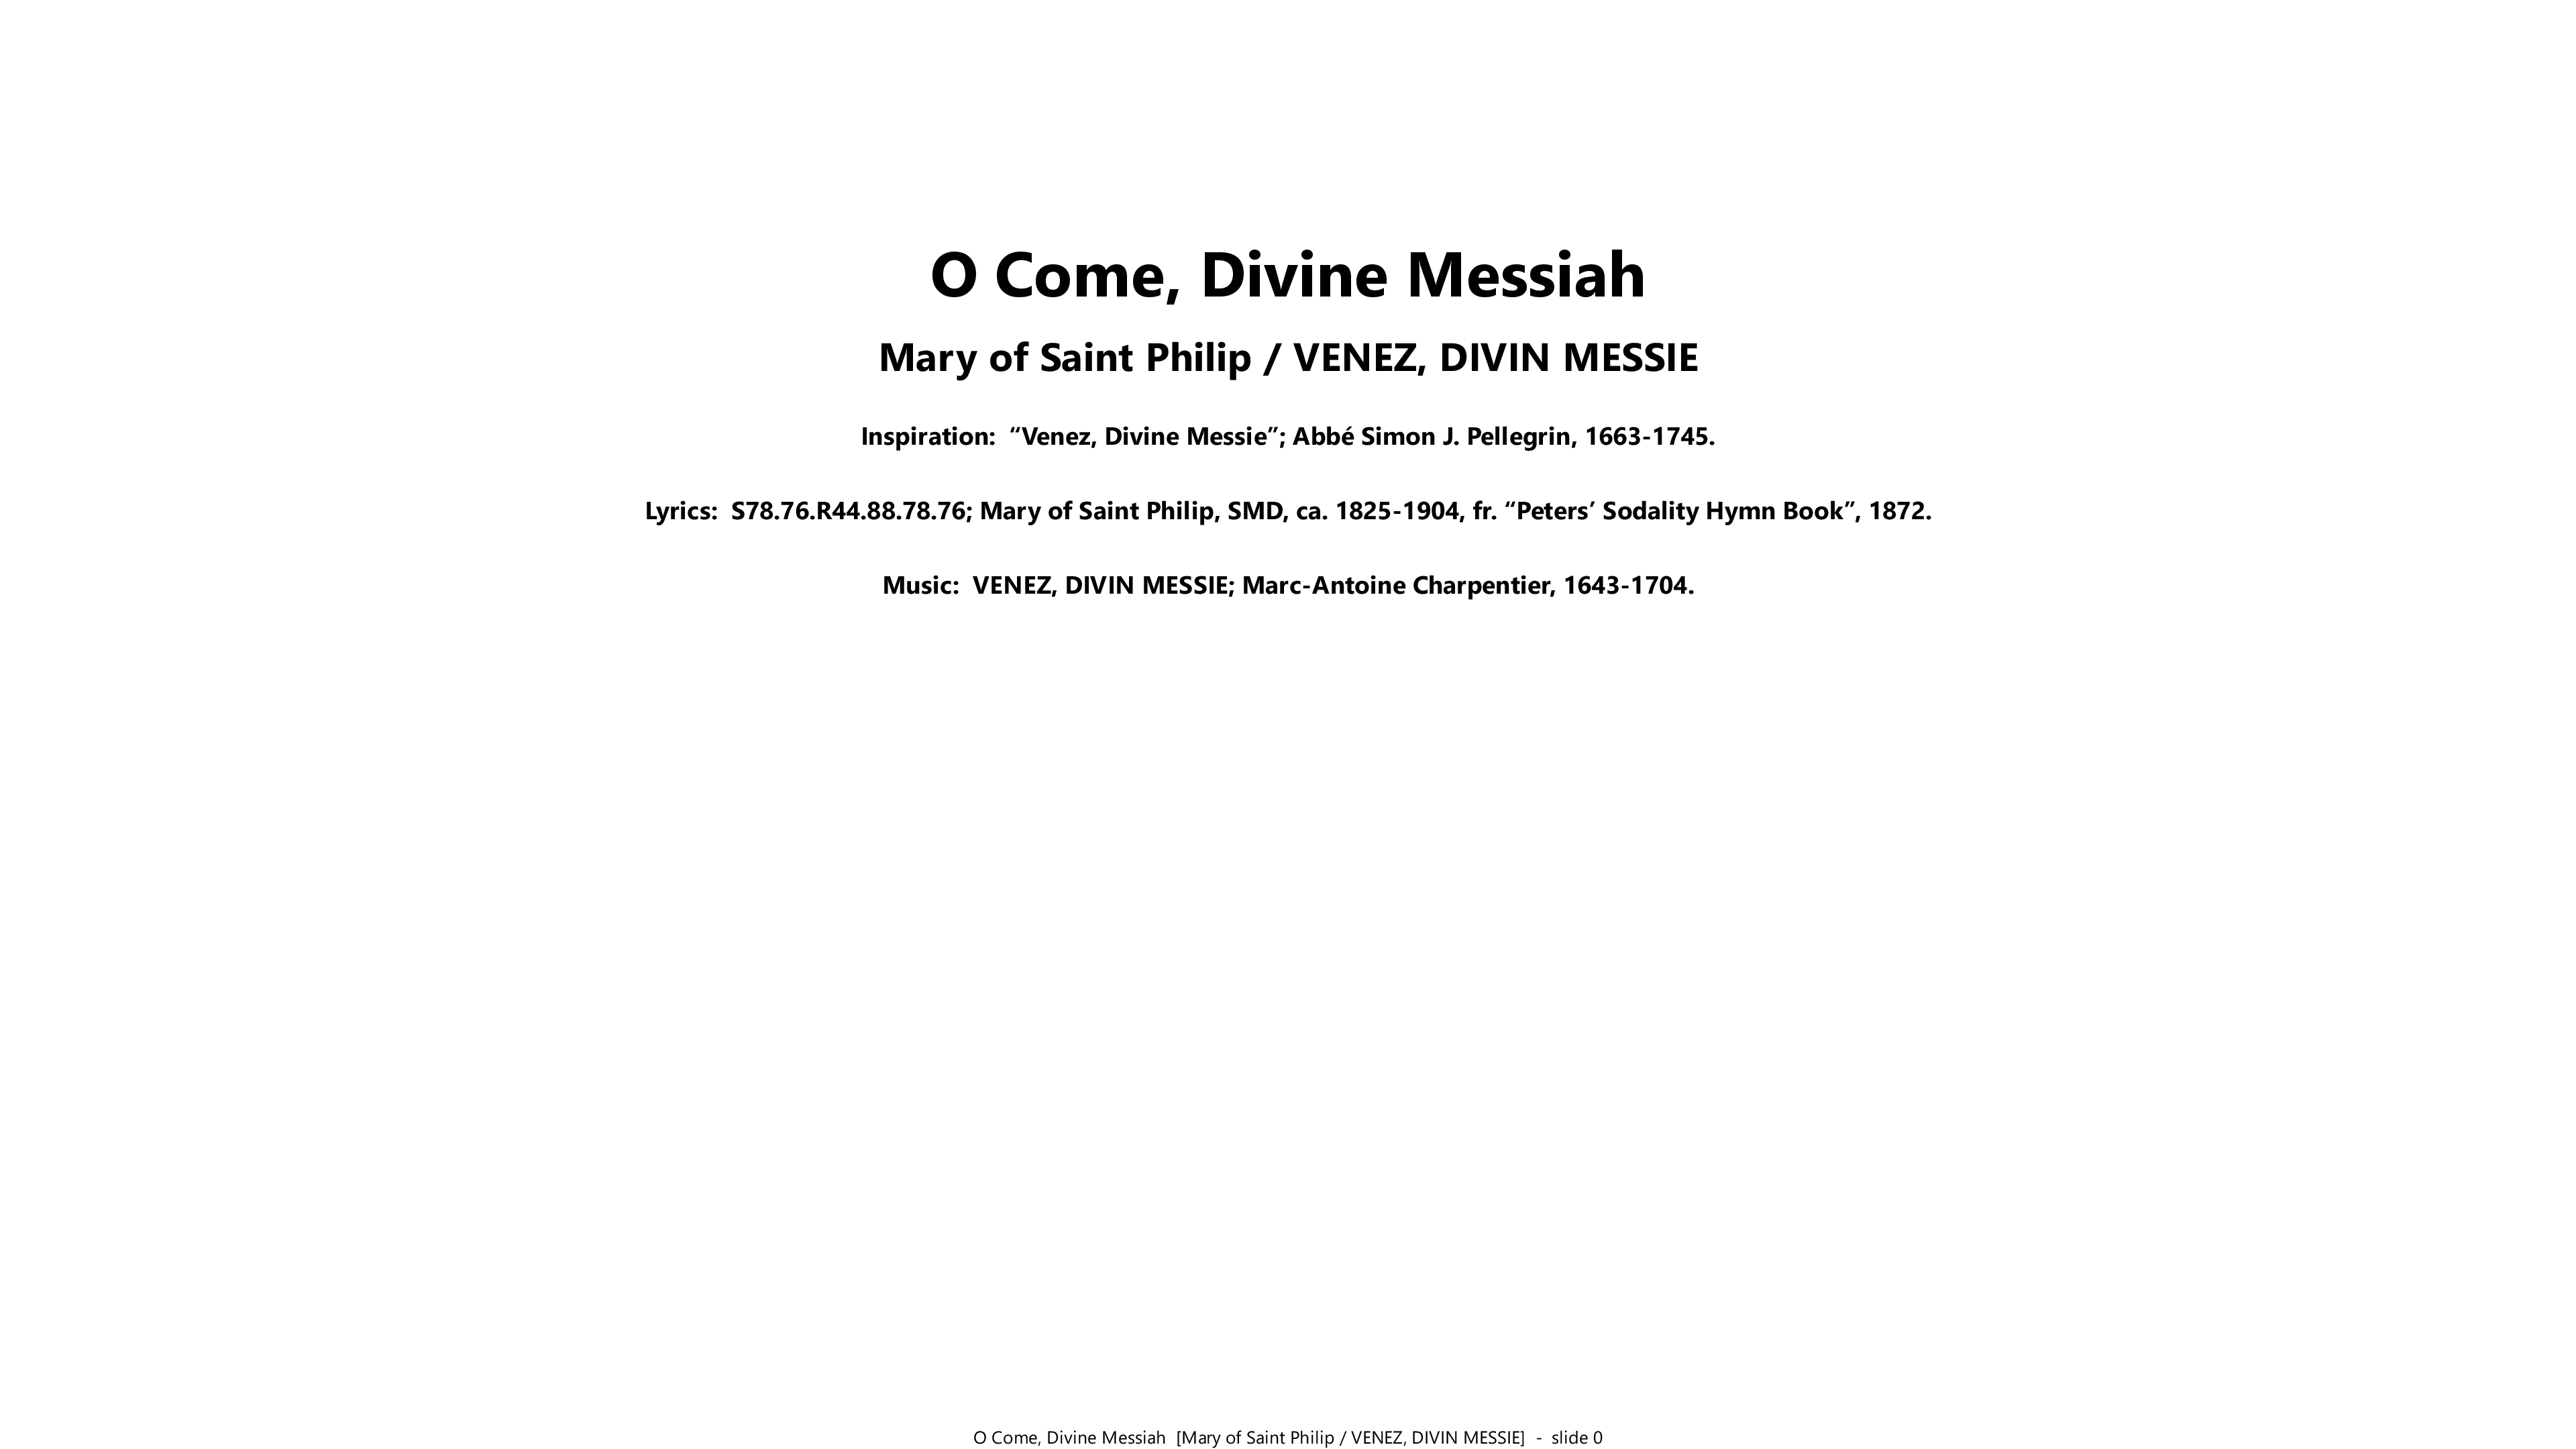 O Come, Divine Messiah
Mary of Saint Philip / VENEZ, DIVIN MESSIE
Inspiration:  “Venez, Divine Messie”; Abbé Simon J. Pellegrin, 1663-1745.
Lyrics:  S78.76.R44.88.78.76; Mary of Saint Philip, SMD, ca. 1825-1904, fr. “Peters’ Sodality Hymn Book”, 1872.
Music:  VENEZ, DIVIN MESSIE; Marc-Antoine Charpentier, 1643-1704.
O Come, Divine Messiah  [Mary of Saint Philip / VENEZ, DIVIN MESSIE]  -  slide 0